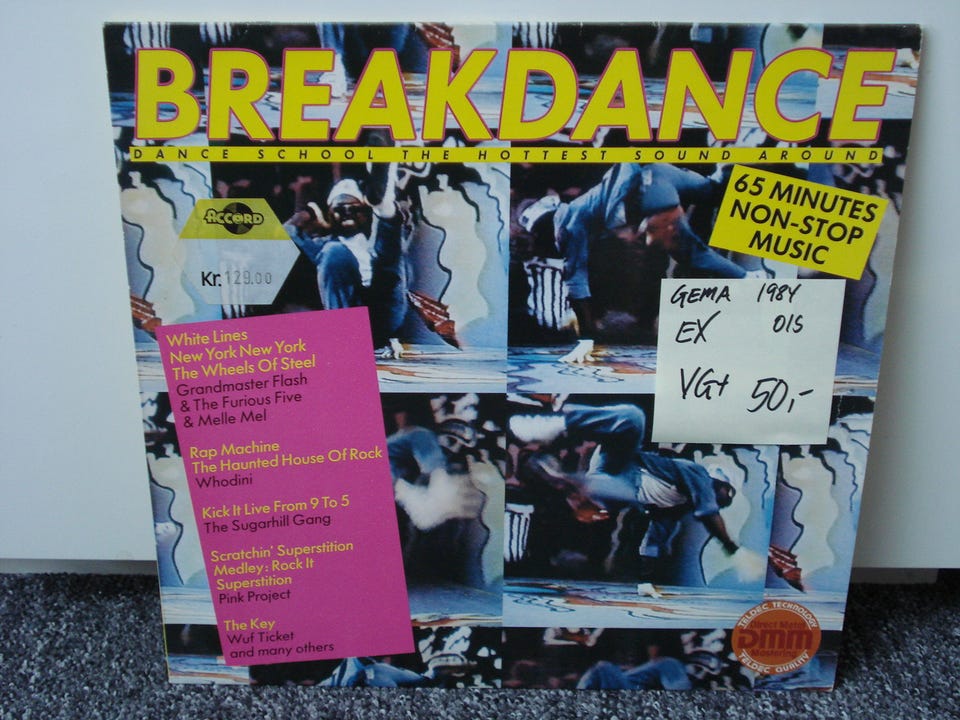 BREAKDANCE
DANCE SCHOOL THE HOTTEST SOUND AROUND
65 MINUTES
NON-STOP
MUSIC
ACCORD
Kr. 129.00
GEMA 1984
EX OIS
VG+ 50,-
White Lines
New York New York
The Wheels Of Steel
Grandmaster Flash
& The Furious Five
& Melle Mel
Rap Machine
The Haunted House Of Rock
Whodini
Kick It Live From 9 To 5
The Sugarhill Gang
Scratchin' Superstition
Medley: Rock It
Superstition
Pink Project
The Key
Wuf Ticket
and many others
TELDEC TECHNOLOGY
Direct Metal
DMM
Mastering
TELDEC QUALITY